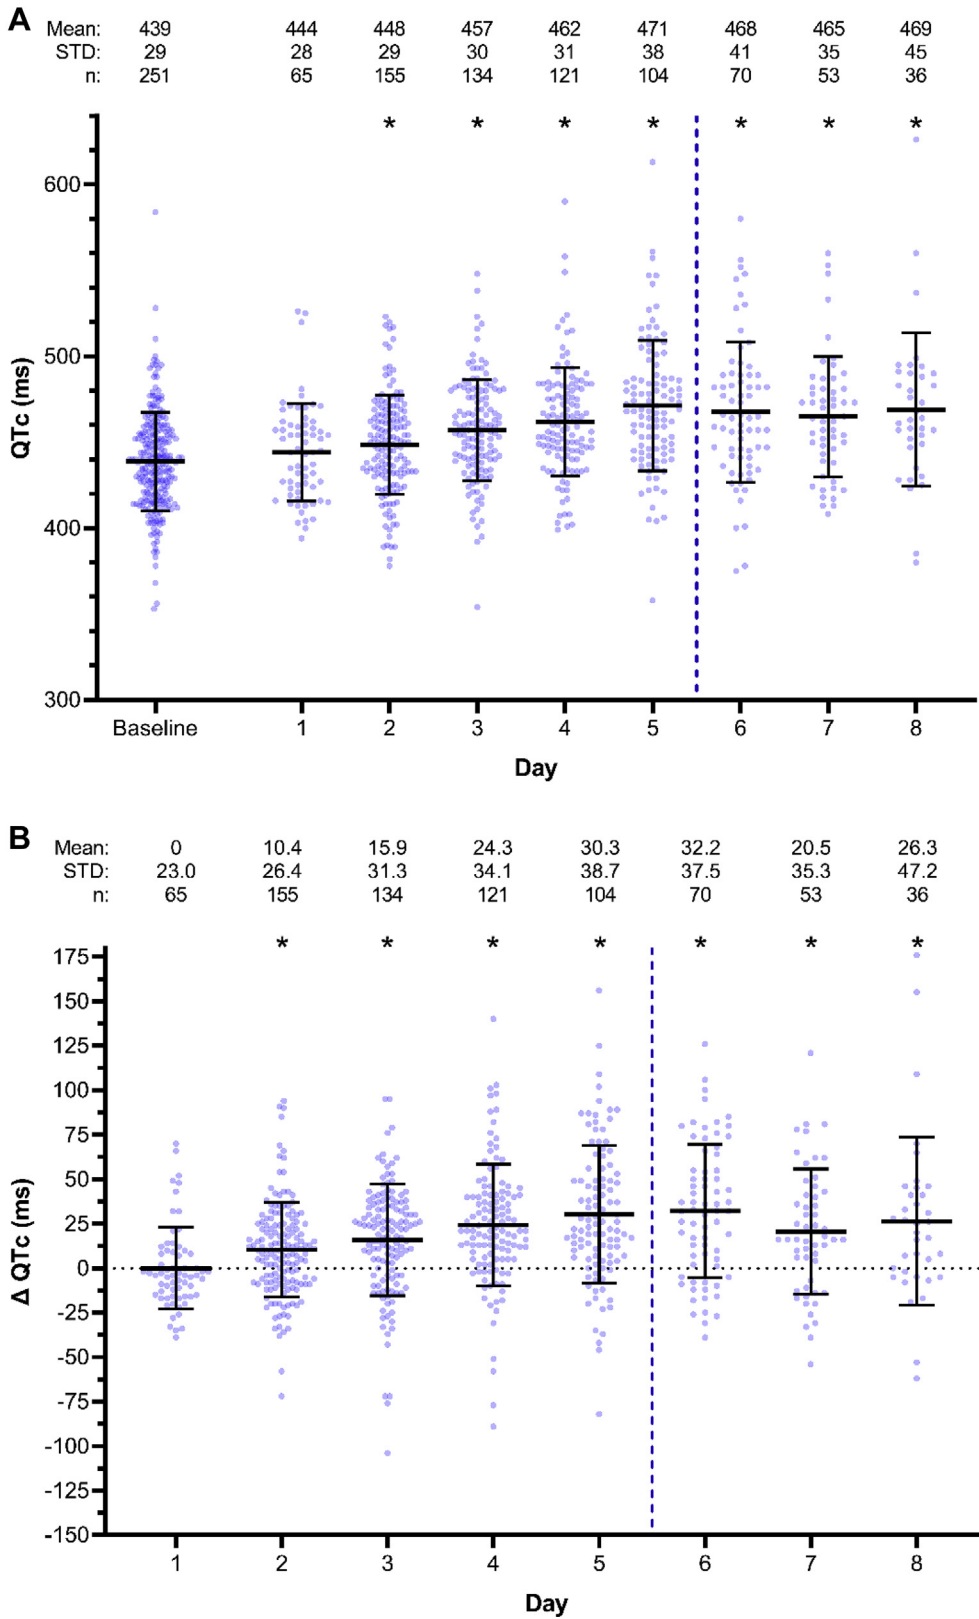 A
Mean: 439 444 448 457 462 471 468 465 469
STD: 29 28 29 30 31 38 41 35 45
n: 251 65 155 134 121 104 70 53 36
* * * * * * *
600
500
400
300
QTc (ms)
Baseline 1 2 3 4 5 6 7 8
Day
B
Mean: 0 10.4 15.9 24.3 30.3 32.2 20.5 26.3
STD: 23.0 26.4 31.3 34.1 38.7 37.5 35.3 47.2
n: 65 155 134 121 104 70 53 36
* * * * * * *
175
150
125
100
75
50
25
0
-25
-50
-75
-100
-125
-150
Δ QTc (ms)
1 2 3 4 5 6 7 8
Day